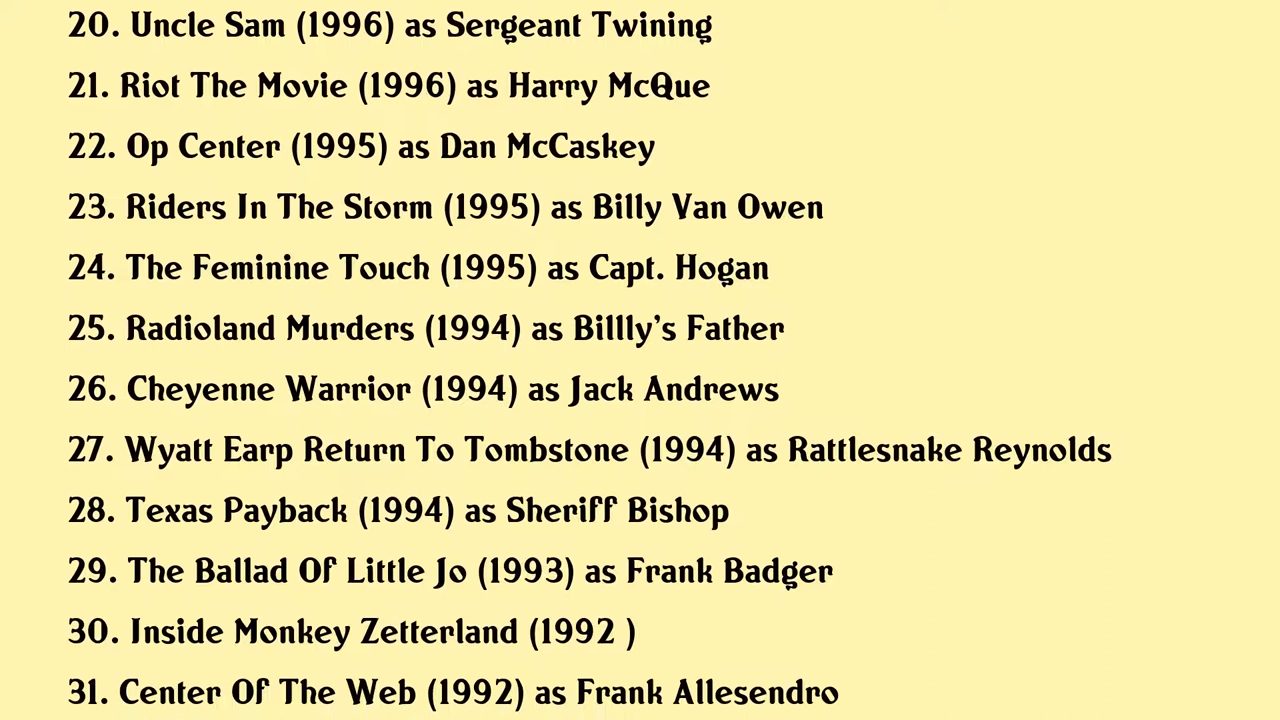 20. Uncle Sam (1996) as Sergeant Twining
21. Riot The Movie (1996) as Harry McQue
22. Op Center (1995) as Dan McCaskey
23. Riders In The Storm (1995) as Billy Van Owen
24. The Feminine Touch (1995) as Capt. Hogan
25. Radioland Murders (1994) as Billly's Father
26. Cheyenne Warrior (1994) as Jack Andrews
27. Wyatt Earp Return To Tombstone (1994) as Rattlesnake Reynolds
28. Texas Payback (1994) as Sheriff Bishop
29. The Ballad Of Little Jo (1993) as Frank Badger
30. Inside Monkey Zetterland (1992 )
31. Center Of The Web (1992) as Frank Allesendro